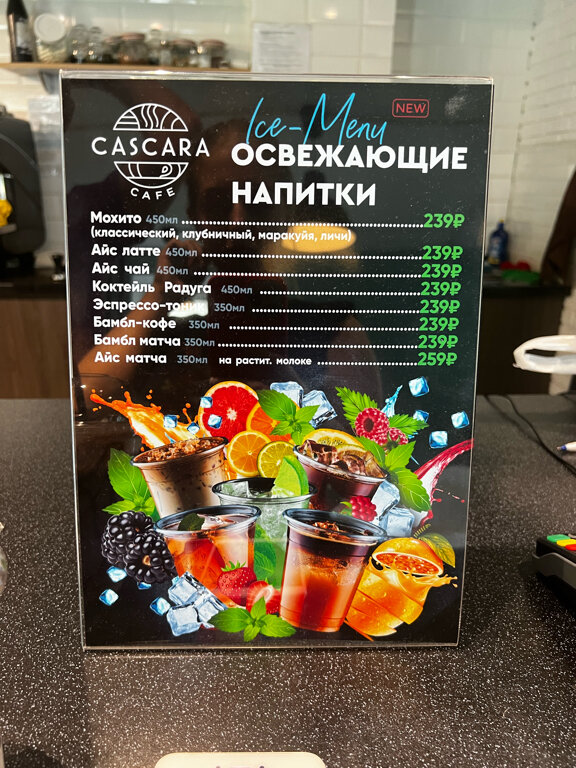 CASCARA
CAFE
Ice-Menu
NEW
ОСВЕЖАЮЩИЕ
НАПИТКИ
Мохито 450мл 239₽
(классический, клубничный, маракуйя, личи)
Айс латте 450мл 239₽
Айс чай 450мл 239₽
Коктейль Радуга 450мл 239₽
Эспрессо-тоник 350мл 239₽
Бамбл-кофе 350мл 239₽
Бамбл матча 350мл 239₽
Айс матча 350мл на растит. молоке 259₽